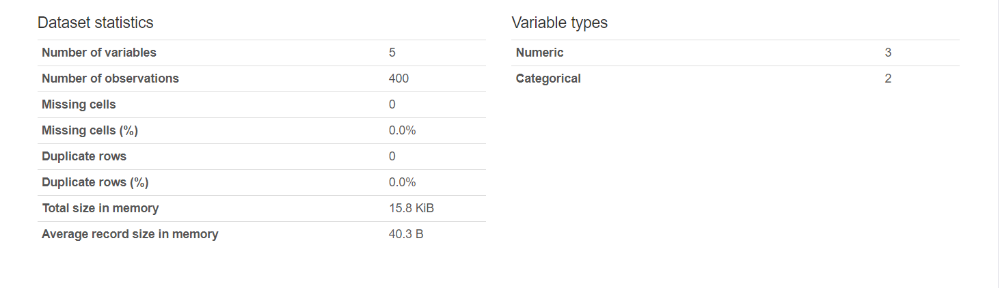 Dataset statistics
Number of variables 5
Number of observations 400
Missing cells 0
Missing cells (%) 0.0%
Duplicate rows 0
Duplicate rows (%) 0.0%
Total size in memory 15.8 KiB
Average record size in memory 40.3 B
Variable types
Numeric 3
Categorical 2